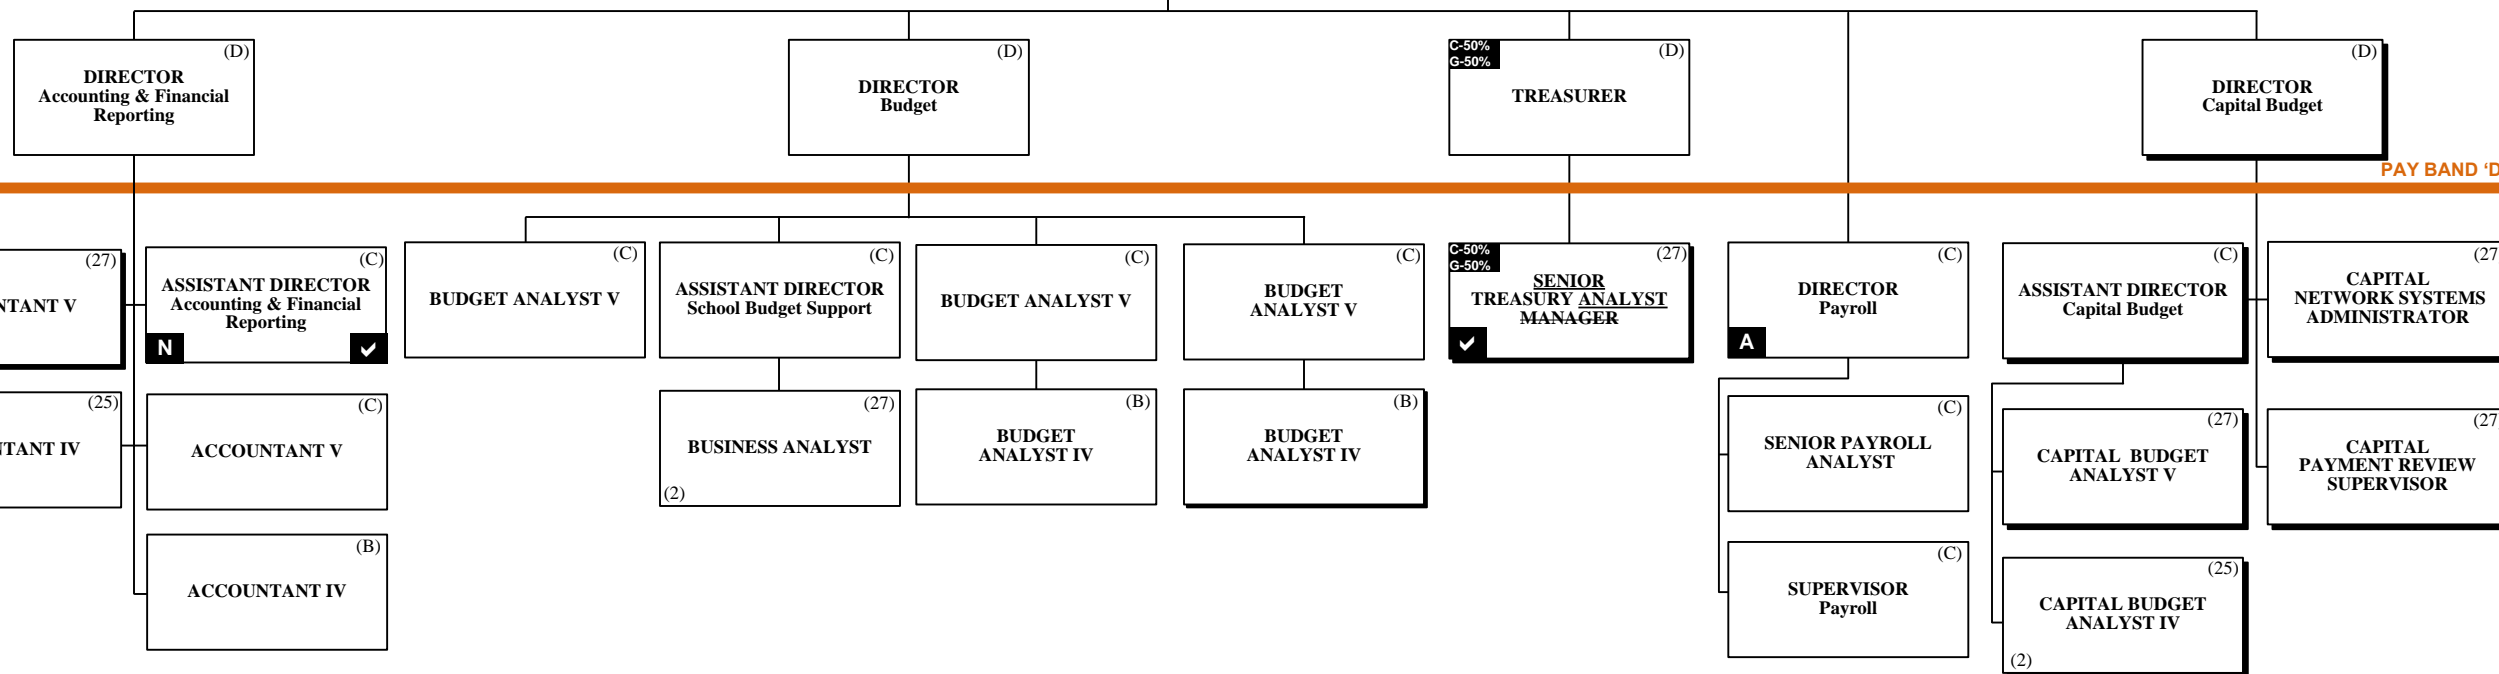 (D)
DIRECTOR
Accounting & Financial
Reporting
(D)
DIRECTOR
Budget
C-50%
G-50%
(D)
TREASURER
(D)
DIRECTOR
Capital Budget
PAY BAND ‘D
(27)
NTANT V
(C)
ASSISTANT DIRECTOR
Accounting & Financial
Reporting
N
(C)
BUDGET ANALYST V
(C)
ASSISTANT DIRECTOR
School Budget Support
(C)
BUDGET ANALYST V
(C)
BUDGET
ANALYST V
C-50%
G-50%
(27)
SENIOR
TREASURY ANALYST
MANAGER
(C)
DIRECTOR
Payroll
A
(C)
ASSISTANT DIRECTOR
Capital Budget
(27
CAPITAL
NETWORK SYSTEMS
ADMINISTRATOR
(25)
TANT IV
(C)
ACCOUNTANT V
(27)
BUSINESS ANALYST
(2)
(B)
BUDGET
ANALYST IV
(B)
BUDGET
ANALYST IV
(C)
SENIOR PAYROLL
ANALYST
(27)
CAPITAL BUDGET
ANALYST V
(27
CAPITAL
PAYMENT REVIEW
SUPERVISOR
(B)
ACCOUNTANT IV
(C)
SUPERVISOR
Payroll
(25)
CAPITAL BUDGET
ANALYST IV
(2)